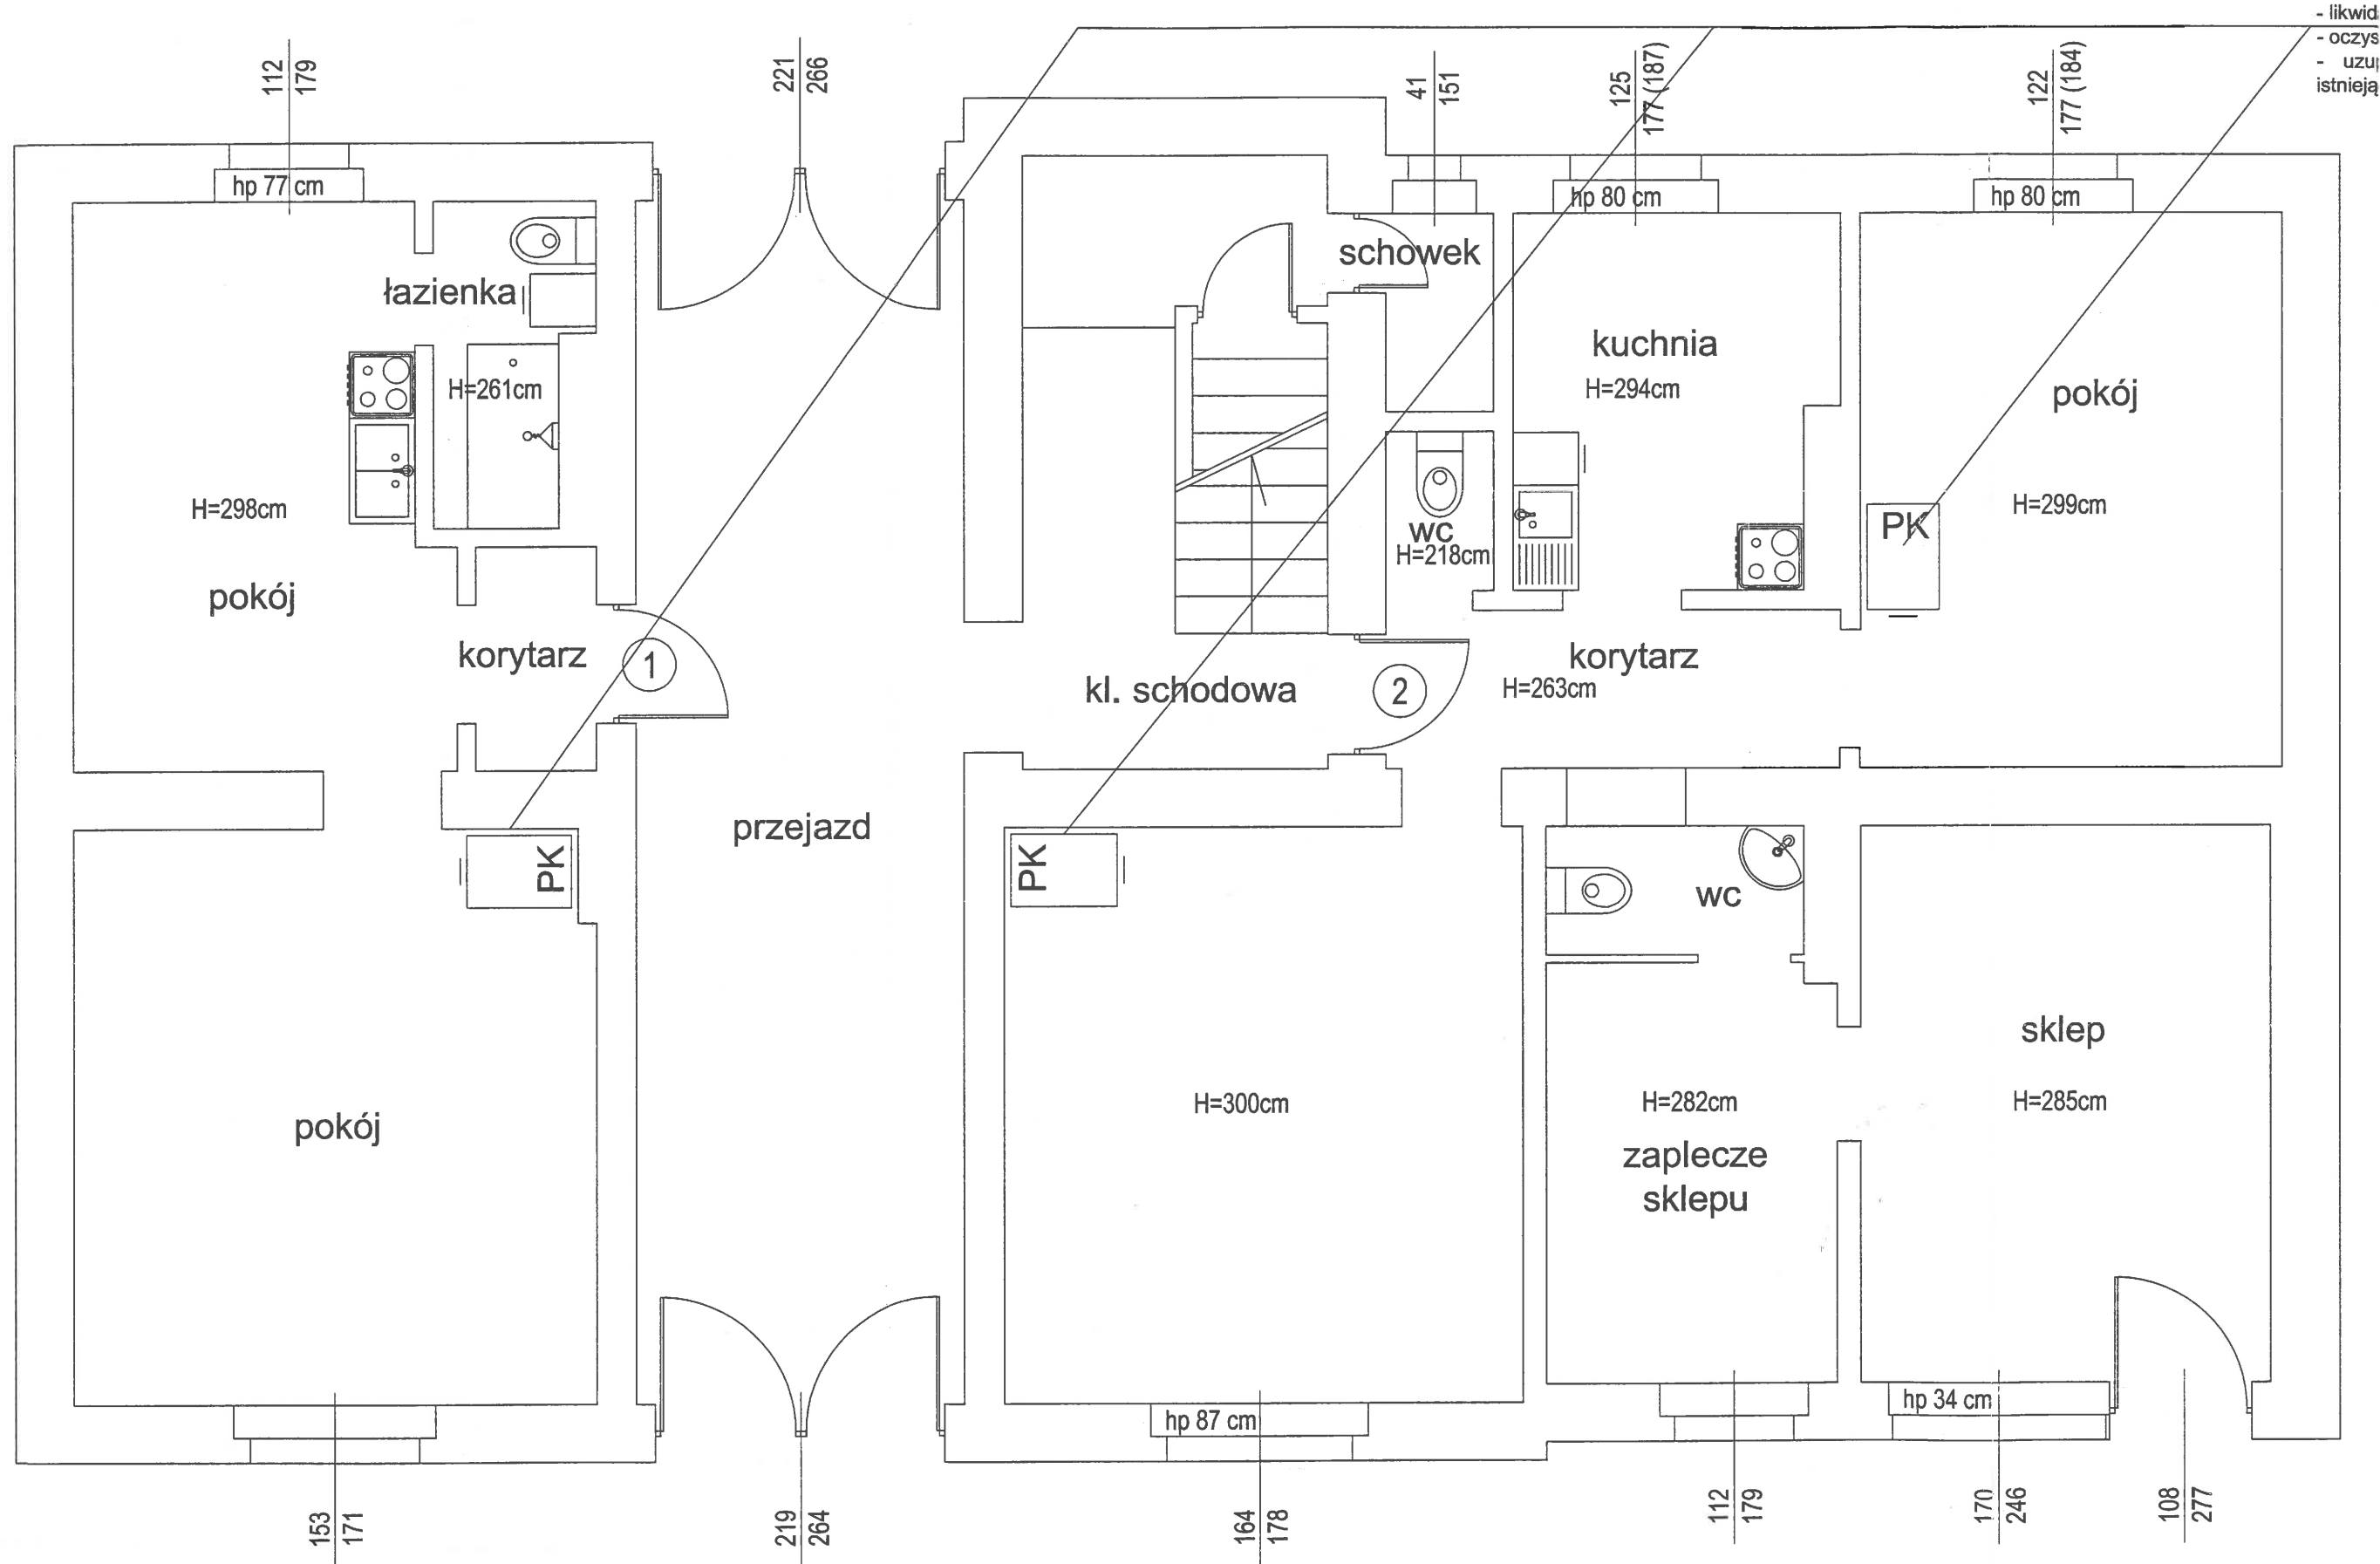 - likwid
- oczys
- uzu
istnieją
112
179
221
266
41
151
125
177 (187)
122
177 (184)
hp 77 cm
hp 80 cm
hp 80 cm
schowek
łazienka
kuchnia
H=294cm
H=261cm
pokój
H=298cm
H=299cm
PK
wc
H=218cm
pokój
korytarz
1
korytarz
H=263cm
kl. schodowa
2
przejazd
PK
PK
wc
sklep
H=300cm
H=282cm
H=285cm
pokój
zaplecze
sklepu
hp 34 cm
hp 87 cm
153
171
219
264
164
178
112
179
170
246
108
277